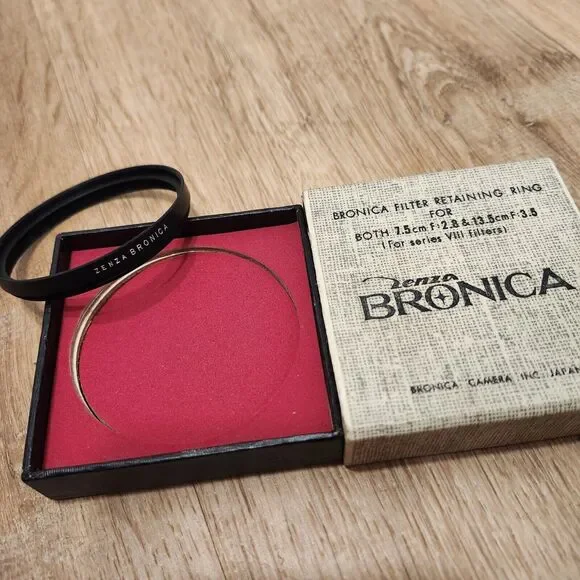 ZENZA BRONICA
BRONICA FILTER RETAINING RING
FOR
BOTH 7.5cm F:2.8 & 13.5cm F:3.5
(For series VIII filters)
Zenza
BRONICA
BRONICA CAMERA INC. JAPAN